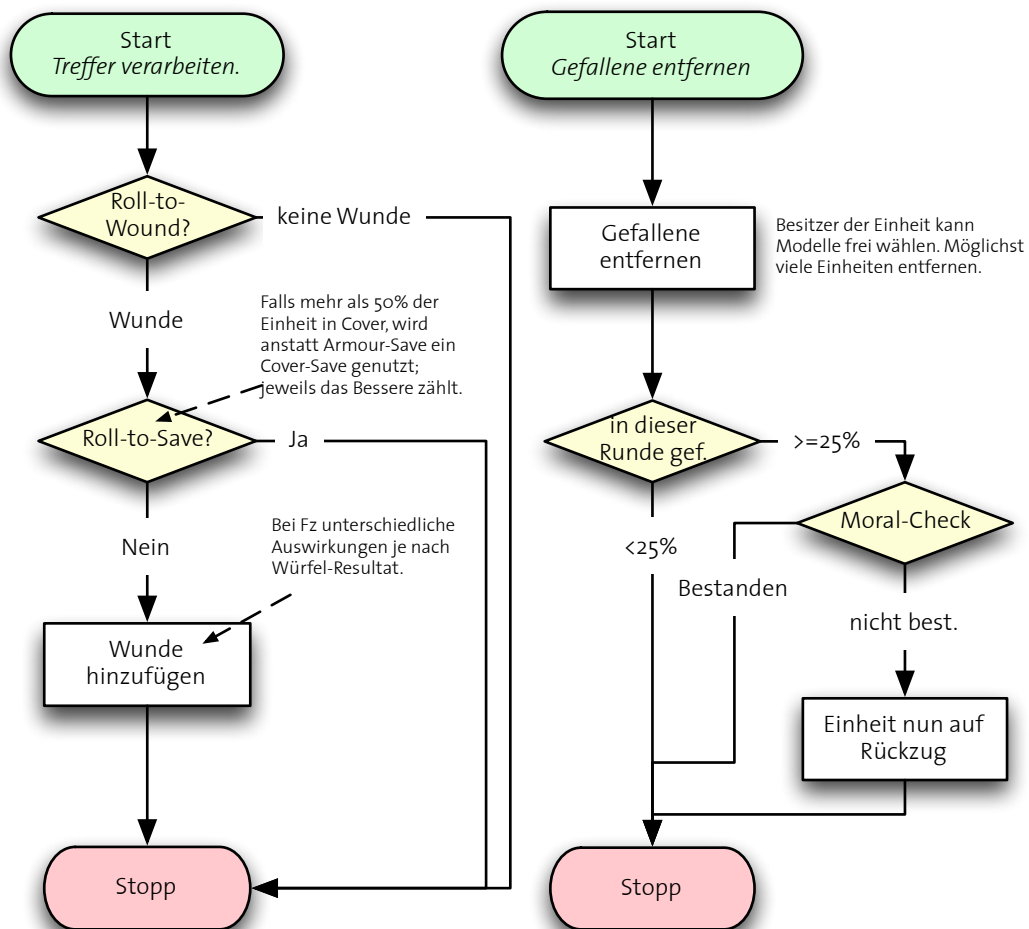 Start
Treffer verarbeiten.
Roll-to-
Wound?
keine Wunde
Wunde
Falls mehr als 50% der
Einheit in Cover, wird
anstatt Armour-Save ein
Cover-Save genutzt;
jeweils das Bessere zählt.
Roll-to-Save?
Ja
Nein
Bei Fz unterschiedliche
Auswirkungen je nach
Würfel-Resultat.
Wunde
hinzufügen
Stopp
Start
Gefallene entfernen
Gefallene
entfernen
Besitzer der Einheit kann
Modelle frei wählen. Möglichst
viele Einheiten entfernen.
in dieser
Runde gef.
>=25%
<25%
Moral-Check
Bestanden
nicht best.
Einheit nun auf
Rückzug
Stopp